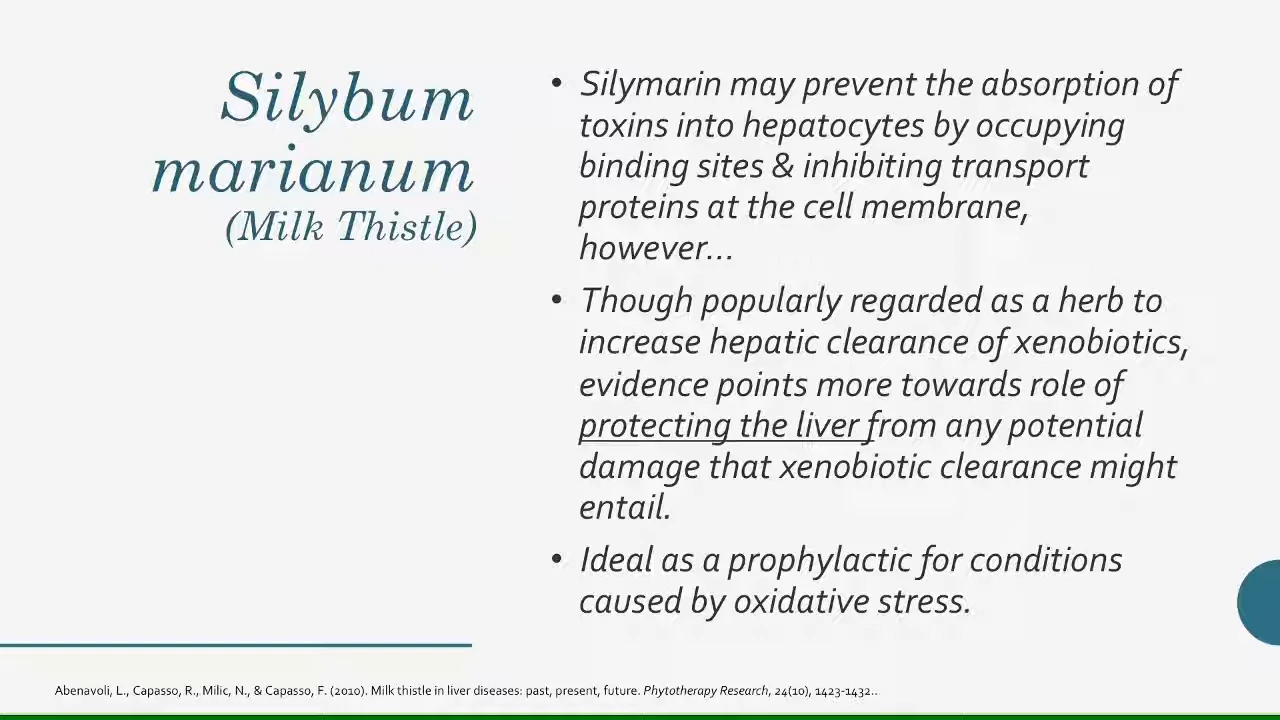 Silybum
marianum
(Milk Thistle)
• Silymarin may prevent the absorption of
toxins into hepatocytes by occupying
binding sites & inhibiting transport
proteins at the cell membrane,
however...
• Though popularly regarded as a herb to
increase hepatic clearance of xenobiotics,
evidence points more towards role of
protecting the liver from any potential
damage that xenobiotic clearance might
entail.
• Ideal as a prophylactic for conditions
caused by oxidative stress.
Abenavoli, L., Capasso, R., Milic, N., & Capasso, F. (2010). Milk thistle in liver diseases: past, present, future. Phytotherapy Research, 24(10), 1423-1432..